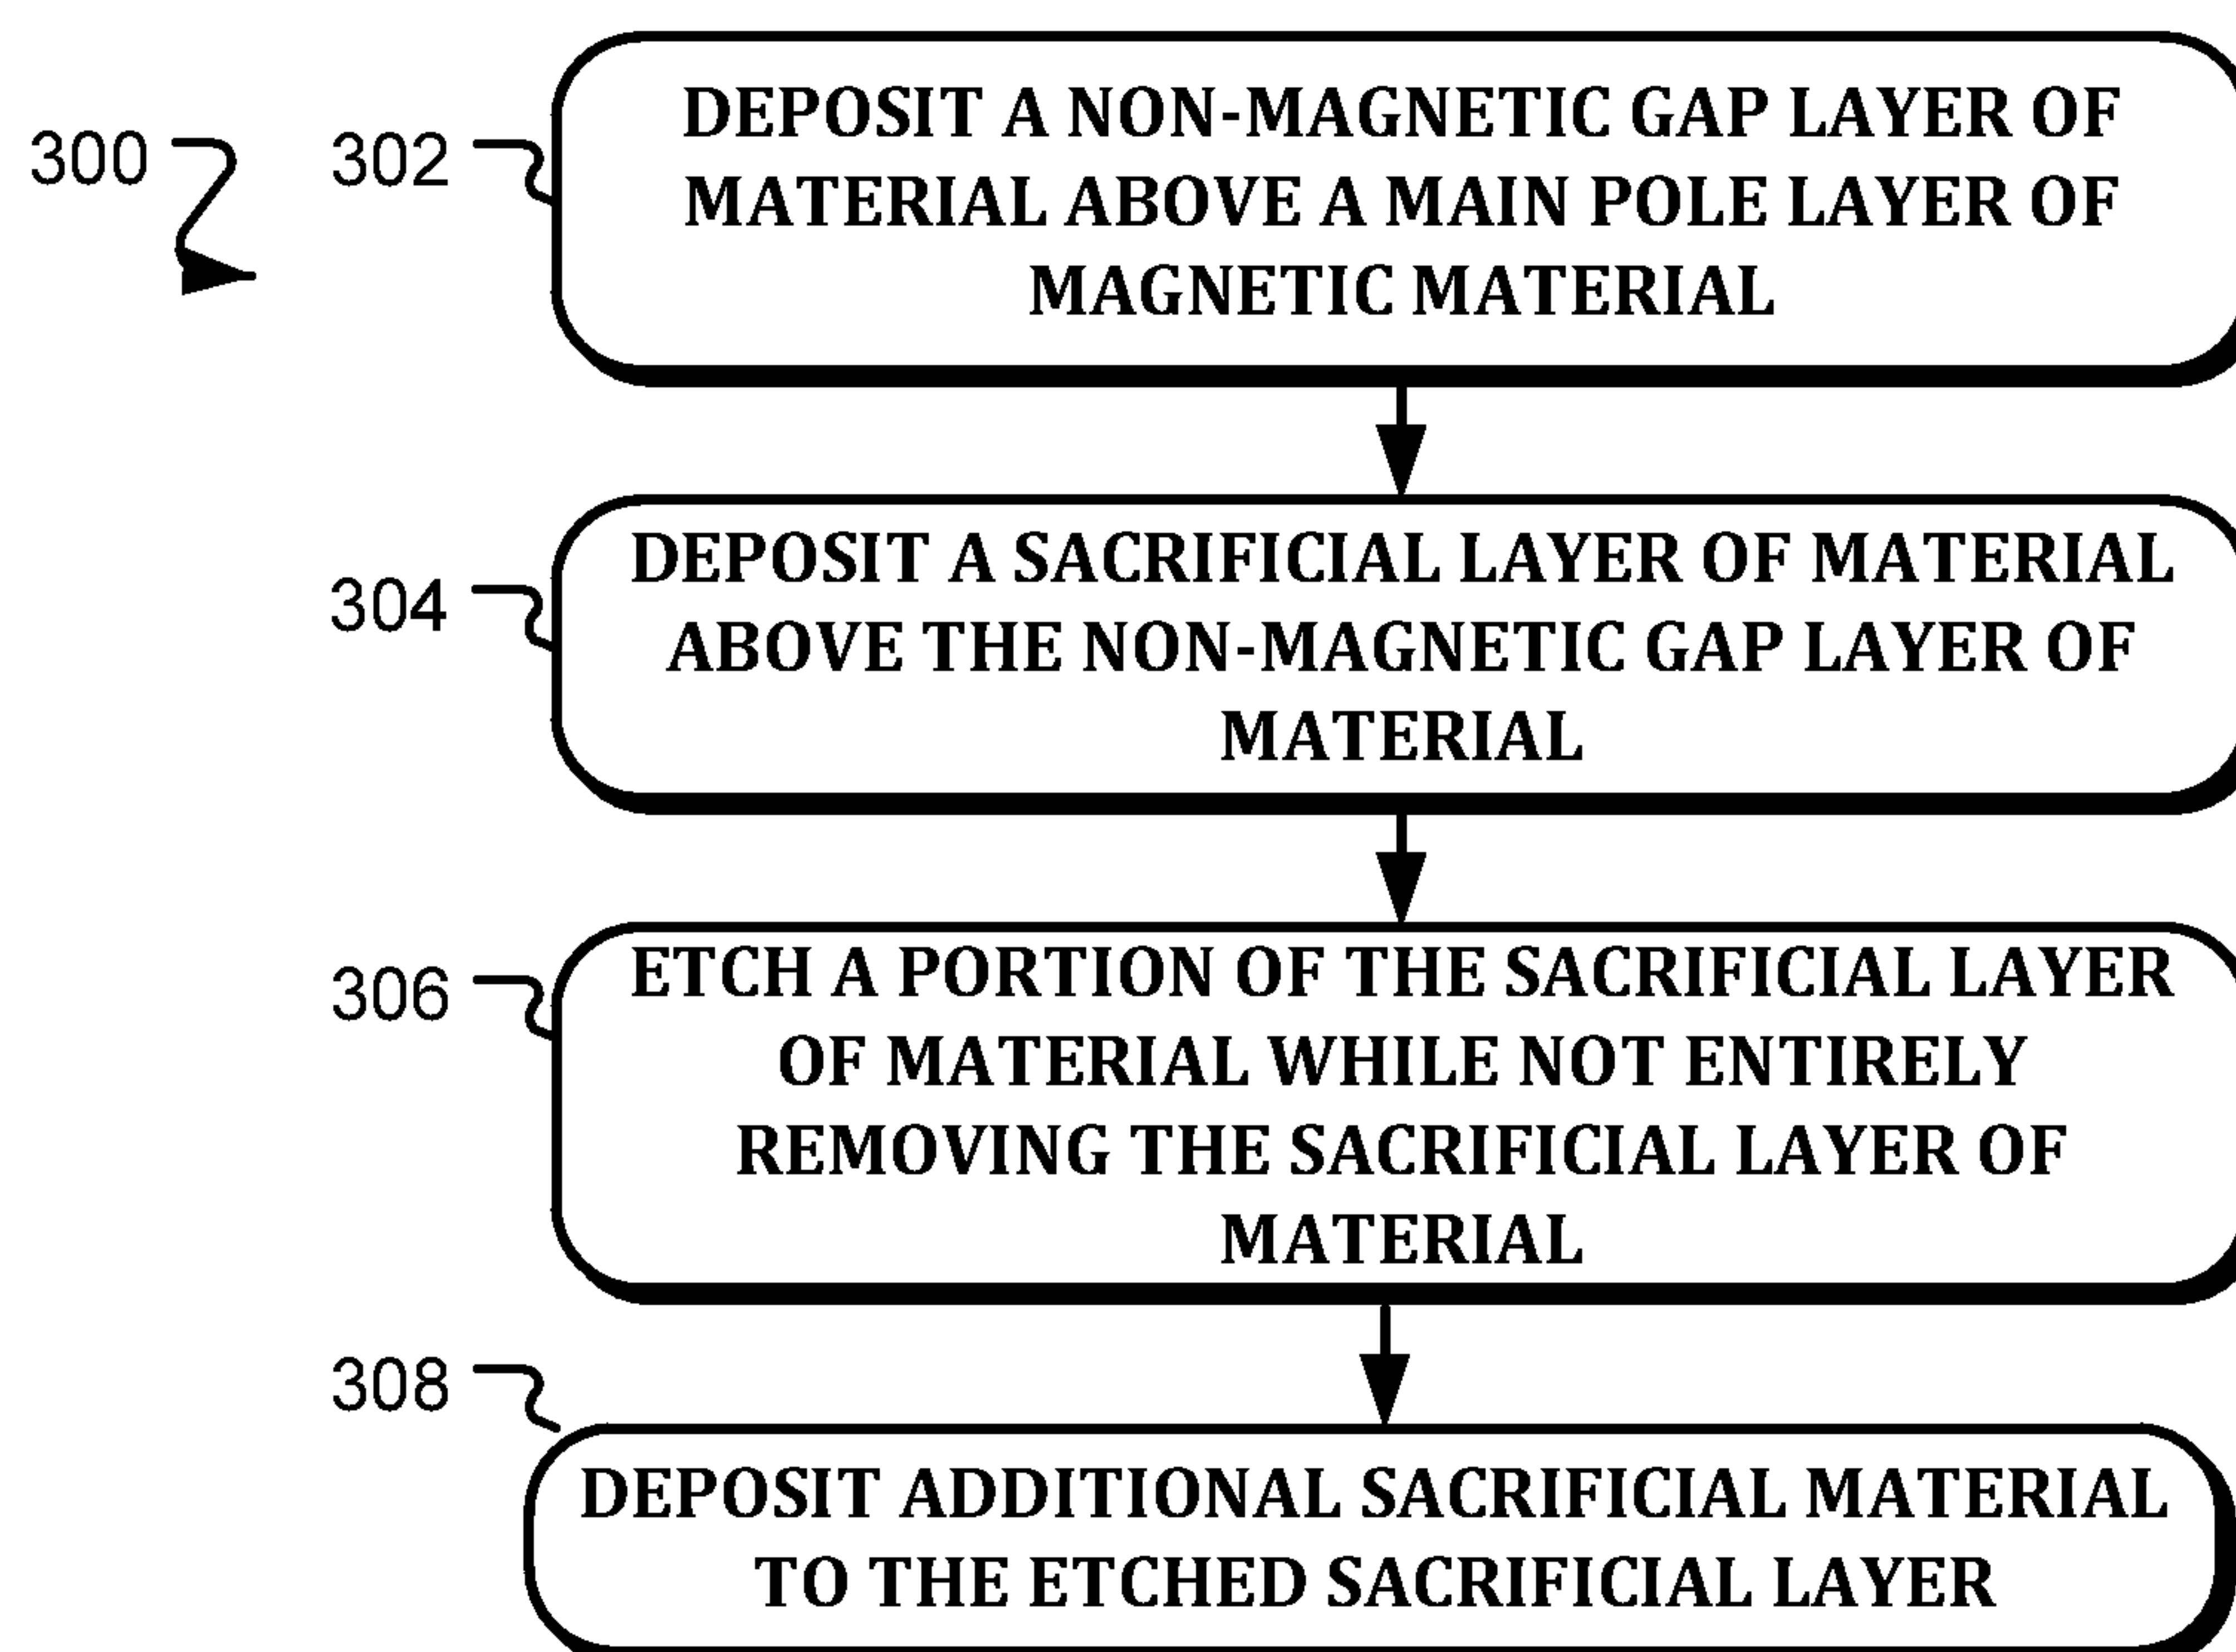 300
302
DEPOSIT A NON-MAGNETIC GAP LAYER OF
MATERIAL ABOVE A MAIN POLE LAYER OF
MAGNETIC MATERIAL
304
DEPOSIT A SACRIFICIAL LAYER OF MATERIAL
ABOVE THE NON-MAGNETIC GAP LAYER OF
MATERIAL
306
ETCH A PORTION OF THE SACRIFICIAL LAYER
OF MATERIAL WHILE NOT ENTIRELY
REMOVING THE SACRIFICIAL LAYER OF
MATERIAL
308
DEPOSIT ADDITIONAL SACRIFICIAL MATERIAL
TO THE ETCHED SACRIFICIAL LAYER